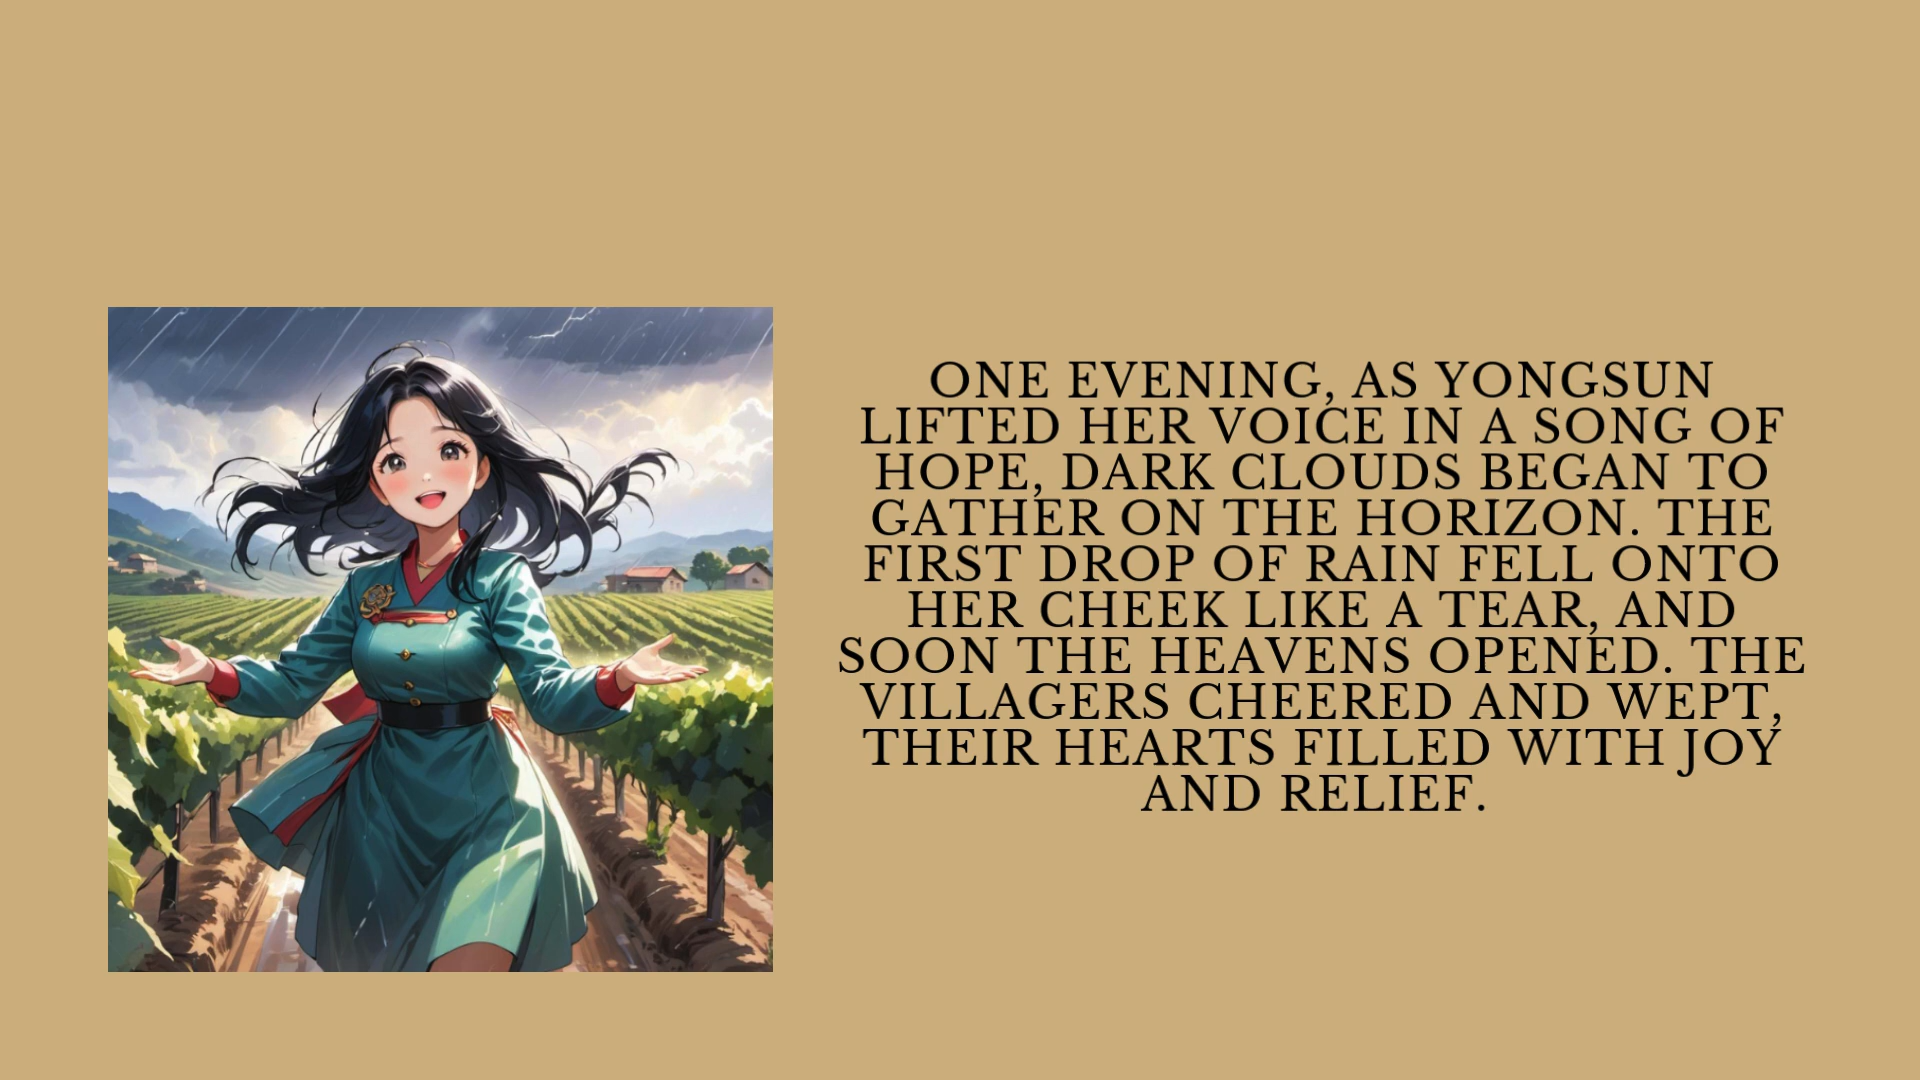 ONE EVENING, AS YONGSUN
LIFTED HER VOICE IN A SONG OF
HOPE, DARK CLOUDS BEGAN TO
GATHER ON THE HORIZON. THE
FIRST DROP OF RAIN FELL ONTO
HER CHEEK LIKE A TEAR, AND
SOON THE HEAVENS OPENED. THE
VILLAGERS CHEERED AND WEPT,
THEIR HEARTS FILLED WITH JOY
AND RELIEF.